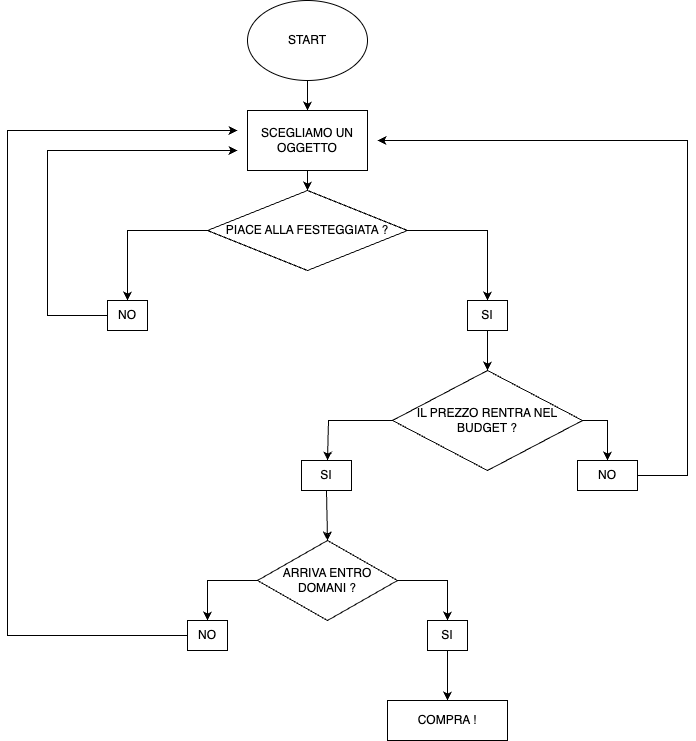 START
SCEGLIAMO UN
OGGETTO
PIACE ALLA FESTEGGIATA ?
NO
SI
IL PREZZO RENTRA NEL
BUDGET ?
SI
NO
ARRIVA ENTRO
DOMANI ?
NO
SI
COMPRA !